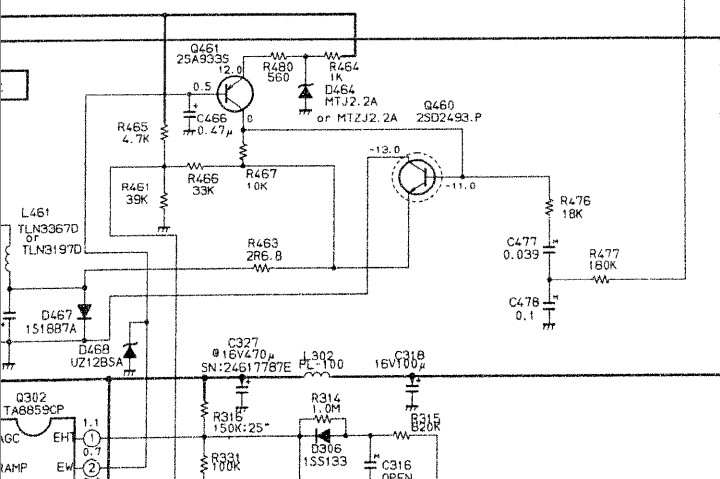 Q461
2SA933S
12.0
0.5
0
R480
560
R464
1K
D464
MTJ2.2A
or MTZJ2.2A
C466
0.47µ
R465
4.7K
R466
33K
R467
10K
R461
39K
Q460
2SD2493.P
-13.0
-11.0
R476
18K
C477
0.039
R477
180K
C478
0.1
L461
TLN3367D
or
TLN3197D
R463
2R6.8
D467
1S1887A
D468
UZ12BSA
C327
@16V470µ
SN:24617787E
L302
PL-100
C318
16V100µ
Q302
TA8859CP
R316
150K:25"
R314
1.0M
R315
820K
D306
1SS133
R331
100K
C316
OPEN
1.1
AGC
EHT
1
0.7
RAMP
EW
2